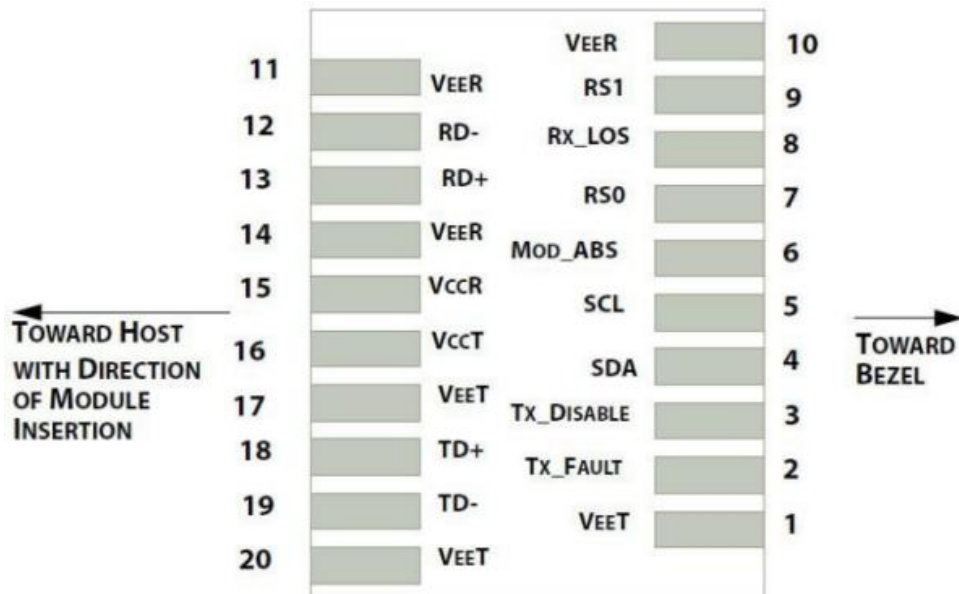 11 VEER
12 RD-
13 RD+
14 VEER
15 VCCR
16 VCCT
17 VEET
18 TD+
19 TD-
20 VEET
VEER 10
RS1 9
RX_LOS 8
RS0 7
MOD_ABS 6
SCL 5
SDA 4
TX_DISABLE 3
TX_FAULT 2
VEET 1
TOWARD HOST
WITH DIRECTION
OF MODULE
INSERTION
TOWARD
BEZEL